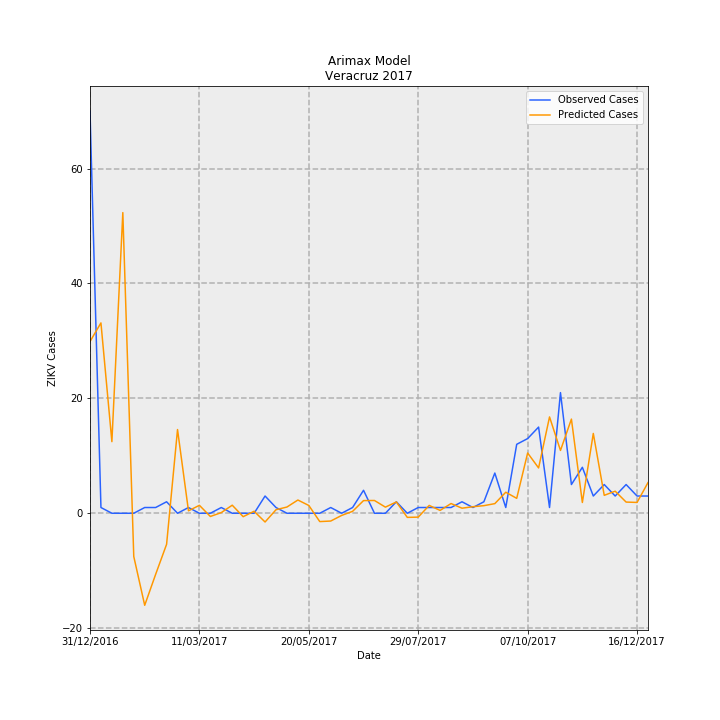 Arimax Model
Veracruz 2017
Observed Cases
Predicted Cases
ZIKV Cases
60
40
20
0
−20
31/12/2016
11/03/2017
20/05/2017
29/07/2017
07/10/2017
16/12/2017
Date